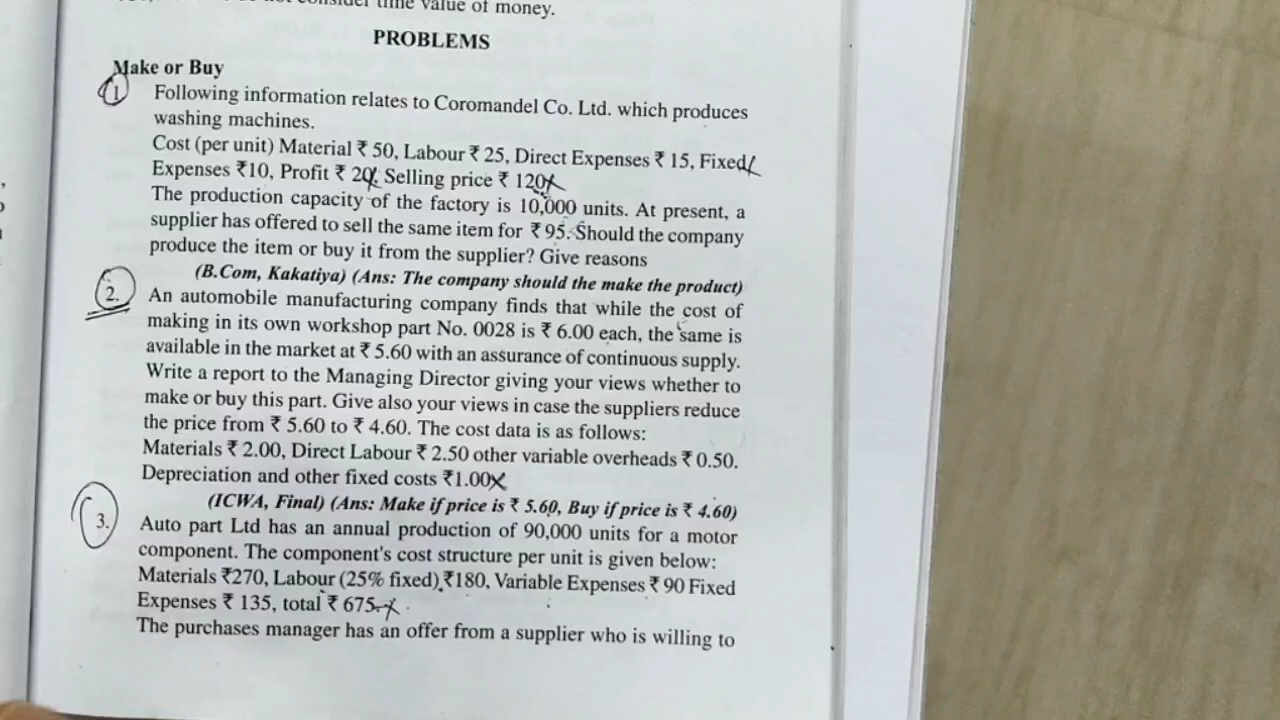 time value of money.
PROBLEMS
Make or Buy
1 Following information relates to Coromandel Co. Ltd. which produces
washing machines.
Cost (per unit) Material ₹ 50, Labour ₹ 25, Direct Expenses ₹ 15, Fixed
Expenses ₹10, Profit ₹ 20, Selling price ₹ 120
The production capacity of the factory is 10,000 units. At present, a
supplier has offered to sell the same item for ₹ 95. Should the company
produce the item or buy it from the supplier? Give reasons
(B.Com, Kakatiya) (Ans: The company should the make the product)
2. An automobile manufacturing company finds that while the cost of
making in its own workshop part No. 0028 is ₹ 6.00 each, the same is
available in the market at ₹ 5.60 with an assurance of continuous supply.
Write a report to the Managing Director giving your views whether to
make or buy this part. Give also your views in case the suppliers reduce
the price from ₹ 5.60 to ₹ 4.60. The cost data is as follows:
Materials ₹ 2.00, Direct Labour ₹ 2.50 other variable overheads ₹ 0.50.
Depreciation and other fixed costs ₹1.00
(ICWA, Final) (Ans: Make if price is ₹ 5.60, Buy if price is ₹ 4.60)
3. Auto part Ltd has an annual production of 90,000 units for a motor
component. The component's cost structure per unit is given below:
Materials ₹270, Labour (25% fixed) ₹180, Variable Expenses ₹ 90 Fixed
Expenses ₹ 135, total ₹ 675
The purchases manager has an offer from a supplier who is willing to